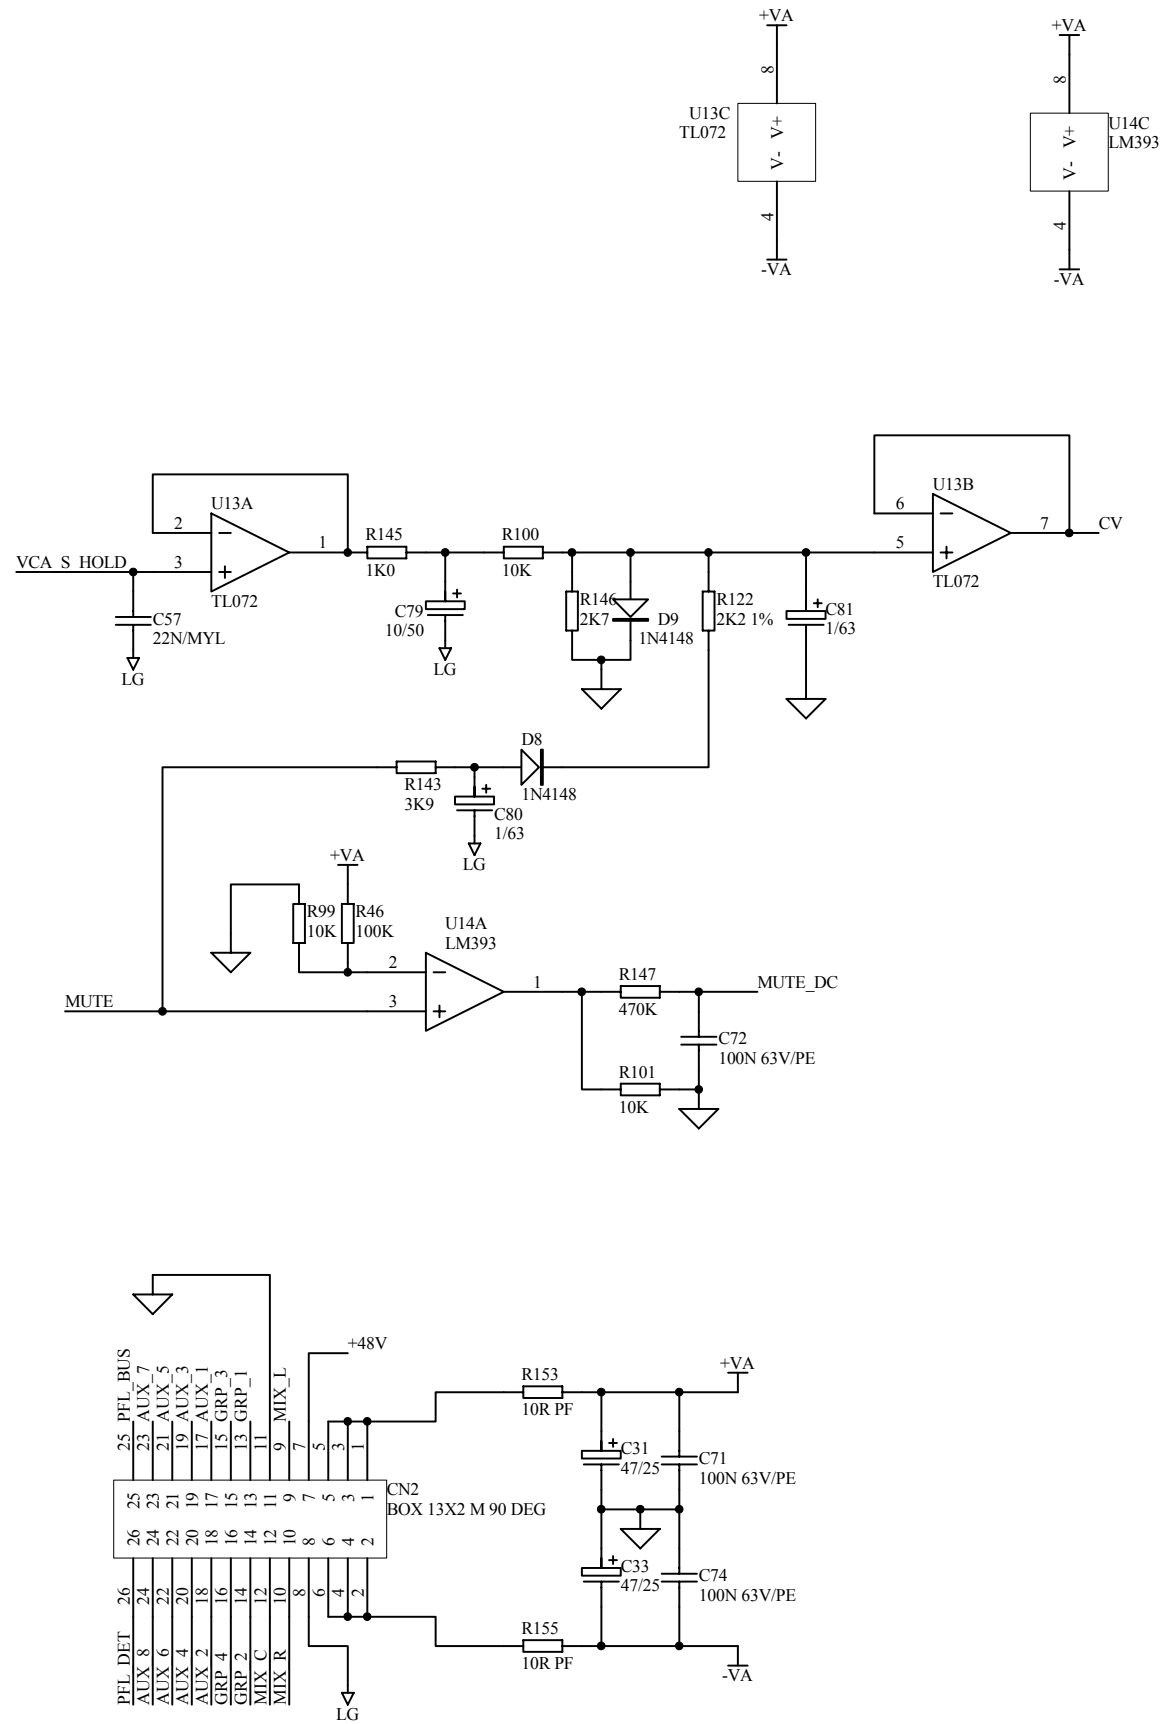 +VA
8
U13C
TL072
V+
V-
4
-VA
+VA
8
U14C
LM393
V+
V-
4
-VA
VCA_S_HOLD
C57
22N/MYL
LG
2
3
U13A
TL072
1
R145
1K0
C79
10/50
LG
R100
10K
R146
2K7
D9
1N4148
R122
2K2 1%
C81
1/63
6
5
U13B
TL072
7
CV
R143
3K9
C80
1/63
LG
D8
1N4148
+VA
R99
10K
R46
100K
MUTE
2
3
U14A
LM393
1
R147
470K
MUTE_DC
C72
100N 63V/PE
R101
10K
+48V
PFL_BUS
AUX_7
AUX_5
AUX_3
AUX_1
GRP_3
GRP_1
MIX_L
25 23 21 19 17 15 13 11 9 7 5 3 1
25 23 21 19 17 15 13 11 9 7 5 3 1
CN2
BOX 13X2 M 90 DEG
26 24 22 20 18 16 14 12 10 8 6 4 2
26 24 22 20 18 16 14 12 10 8 6 4 2
PFL_DET
AUX_8
AUX_6
AUX_4
AUX_2
GRP_4
GRP_2
MIX_C
MIX_R
LG
R153
10R PF
+VA
C31
47/25
C71
100N 63V/PE
C33
47/25
C74
100N 63V/PE
R155
10R PF
-VA